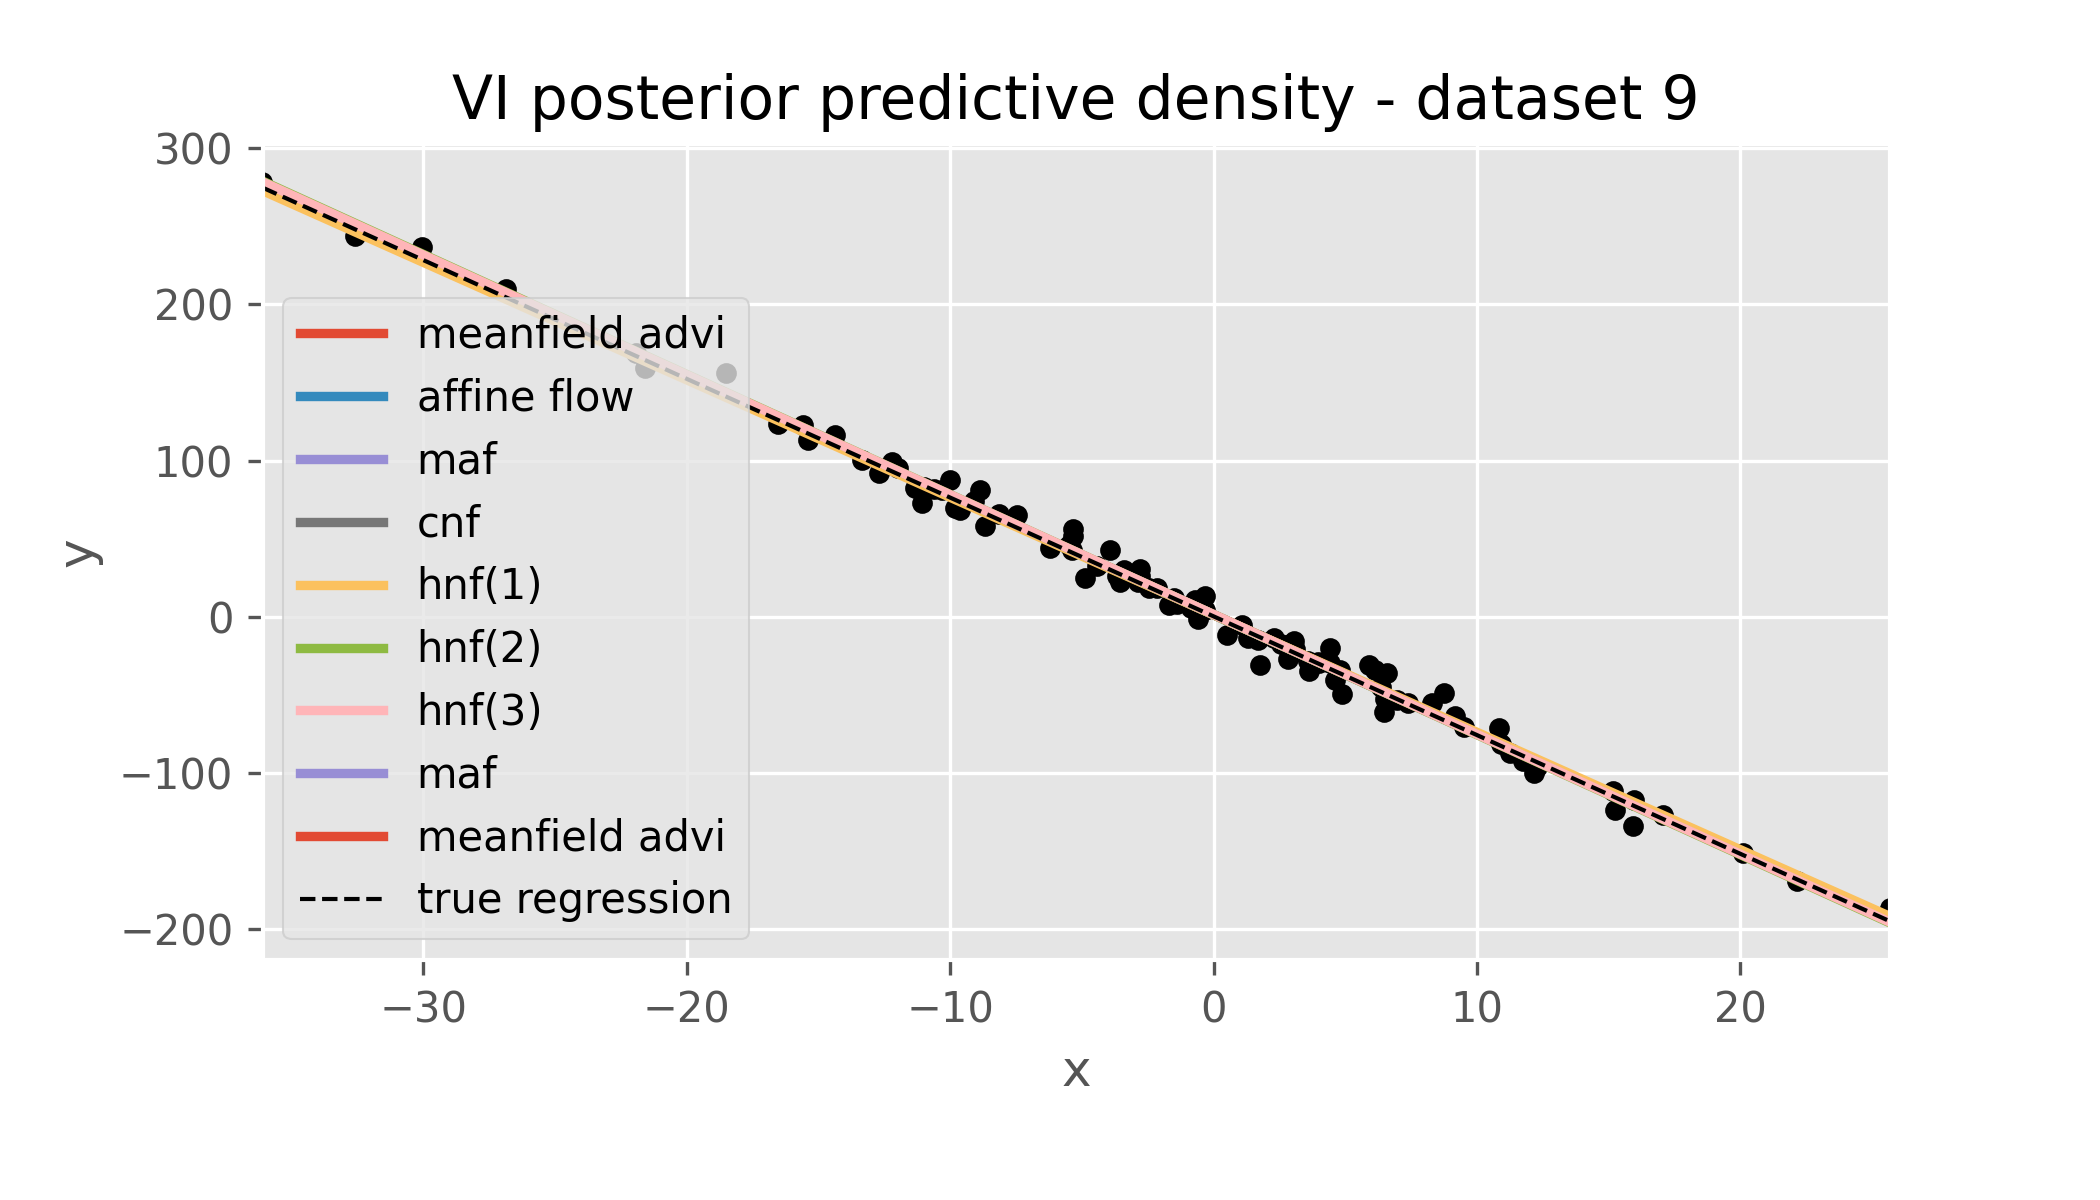 VI posterior predictive density - dataset 9
300
200
100
0
−100
−200
y
meanfield advi
affine flow
maf
cnf
hnf(1)
hnf(2)
hnf(3)
maf
meanfield advi
true regression
−30 −20 −10 0 10 20
x